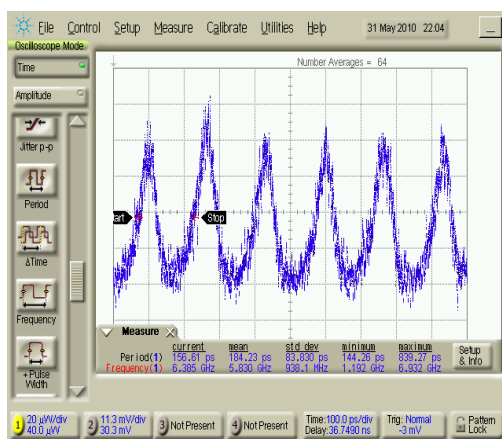 File Control Setup Measure Calibrate Utilities Help 31 May 2010 22:04
Oscilloscope Mode
Time
Number Averages = 64
Amplitude
Jitter p-p
Period
ΔTime
art Stop
Frequency
+ Pulse
Width
Measure
current mean std dev minimum maximum
Period(1) 156.61 ps 184.23 ps 83.830 ps 144.26 ps 839.27 ps
Frequency(1) 6.385 GHz 5.830 GHz 938.1 MHz 1.192 GHz 6.932 GHz
Setup
& Info
1 20 µW/div
40.0 µW
2 11.3 mV/div
30.3 mV
3 Not Present
4 Not Present
Time:100.0 ps/div
Delay:36.7490 ns
Trig: Normal
-3 mV
Pattern
Lock